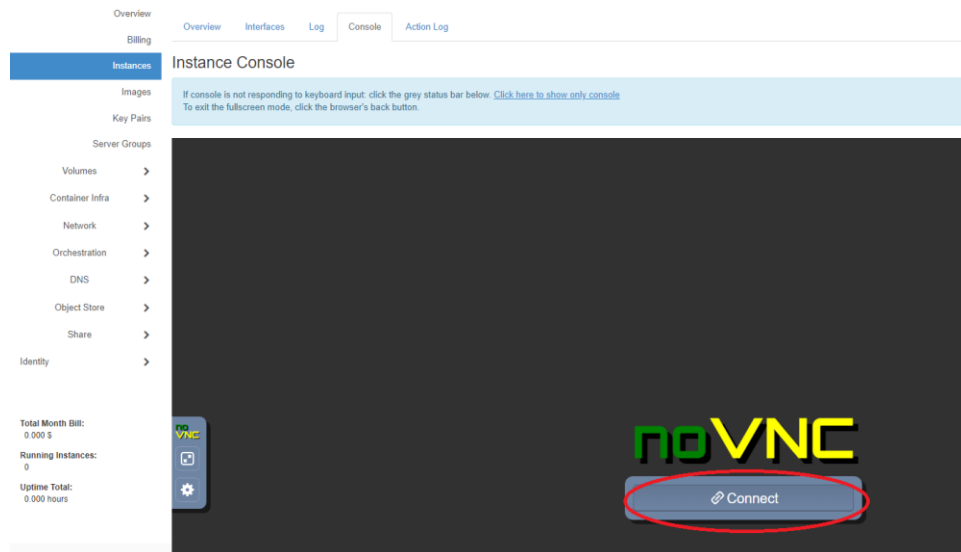 Overview
Billing
Instances
Images
Key Pairs
Server Groups
Volumes
Container Infra
Network
Orchestration
DNS
Object Store
Share
Identity
Total Month Bill:
0.000 $
Running Instances:
0
Uptime Total:
0.000 hours
Overview Interfaces Log Console Action Log
Instance Console
If console is not responding to keyboard input: click the grey status bar below. Click here to show only console
To exit the fullscreen mode, click the browser's back button.
no
VNC
noVNC
Connect